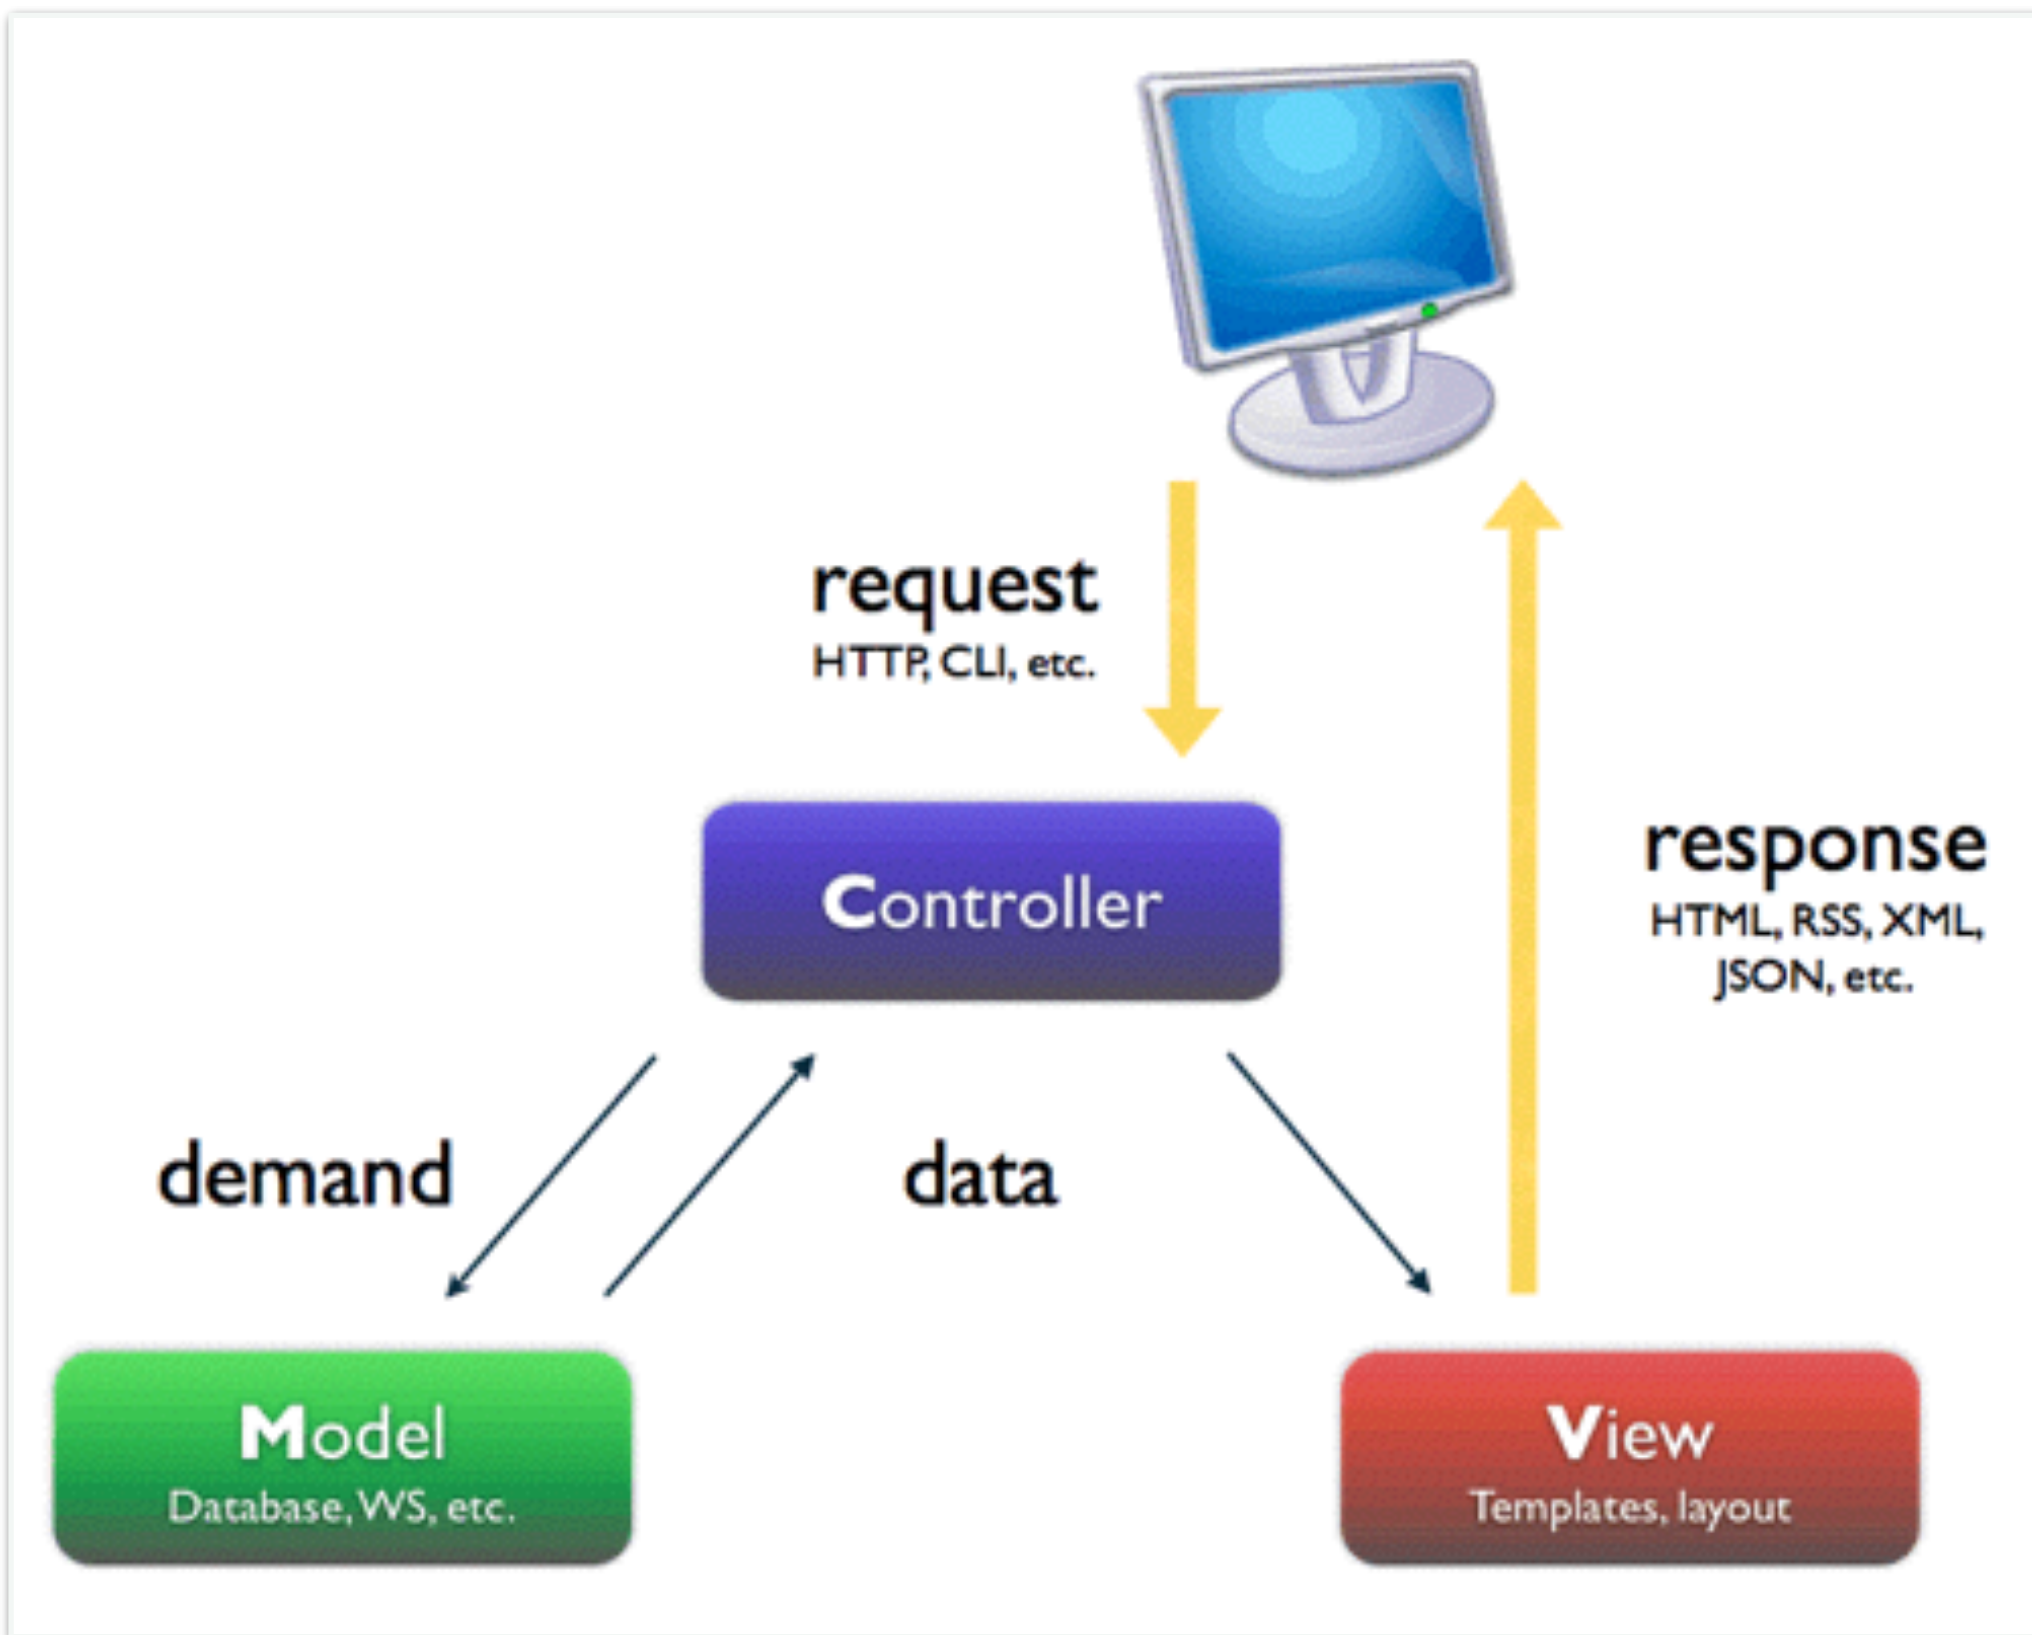 request
HTTP, CLI, etc.
Controller
response
HTML, RSS, XML,
JSON, etc.
demand
data
Model
Database, WS, etc.
View
Templates, layout